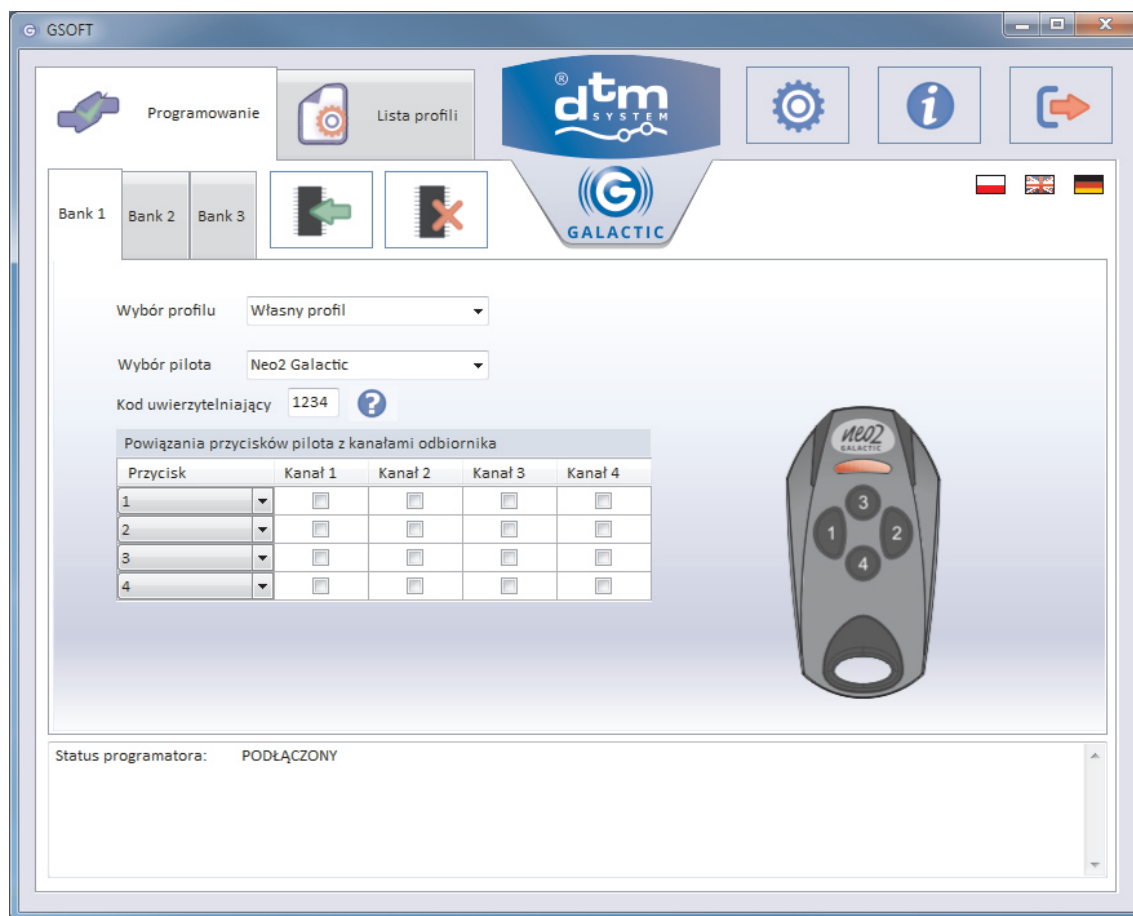 GSOFT
Programowanie
Lista profili
® dtm
SYSTEM
Bank 1
Bank 2
Bank 3
G
GALACTIC
Wybór profilu Własny profil
Wybór pilota Neo2 Galactic
Kod uwierzytelniający 1234 ?
Powiązania przycisków pilota z kanałami odbiornika
Przycisk Kanał 1 Kanał 2 Kanał 3 Kanał 4
1
2
3
4
neo2
GALACTIC
3
1 2
4
Status programatora: PODŁĄCZONY